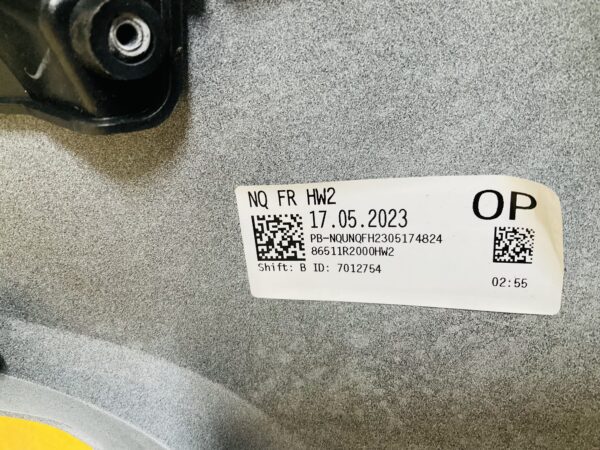 NQ FR HW2
OP
17.05.2023
PB-NQUNQFH2305174824
86511R2000HW2
Shift: B ID: 7012754
02:55